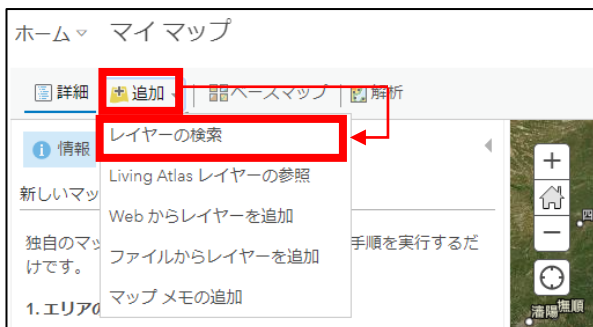 ホーム マイ マップ
詳細 追加 ベースマップ 解析
情報
レイヤーの検索
Living Atlas レイヤーの参照
新しいマッ
Web からレイヤーを追加
独自のマッ 手順を実行するだ
ファイルからレイヤーを追加
けです。
マップ メモの追加
1. エリアの
四
瀋陽 撫順